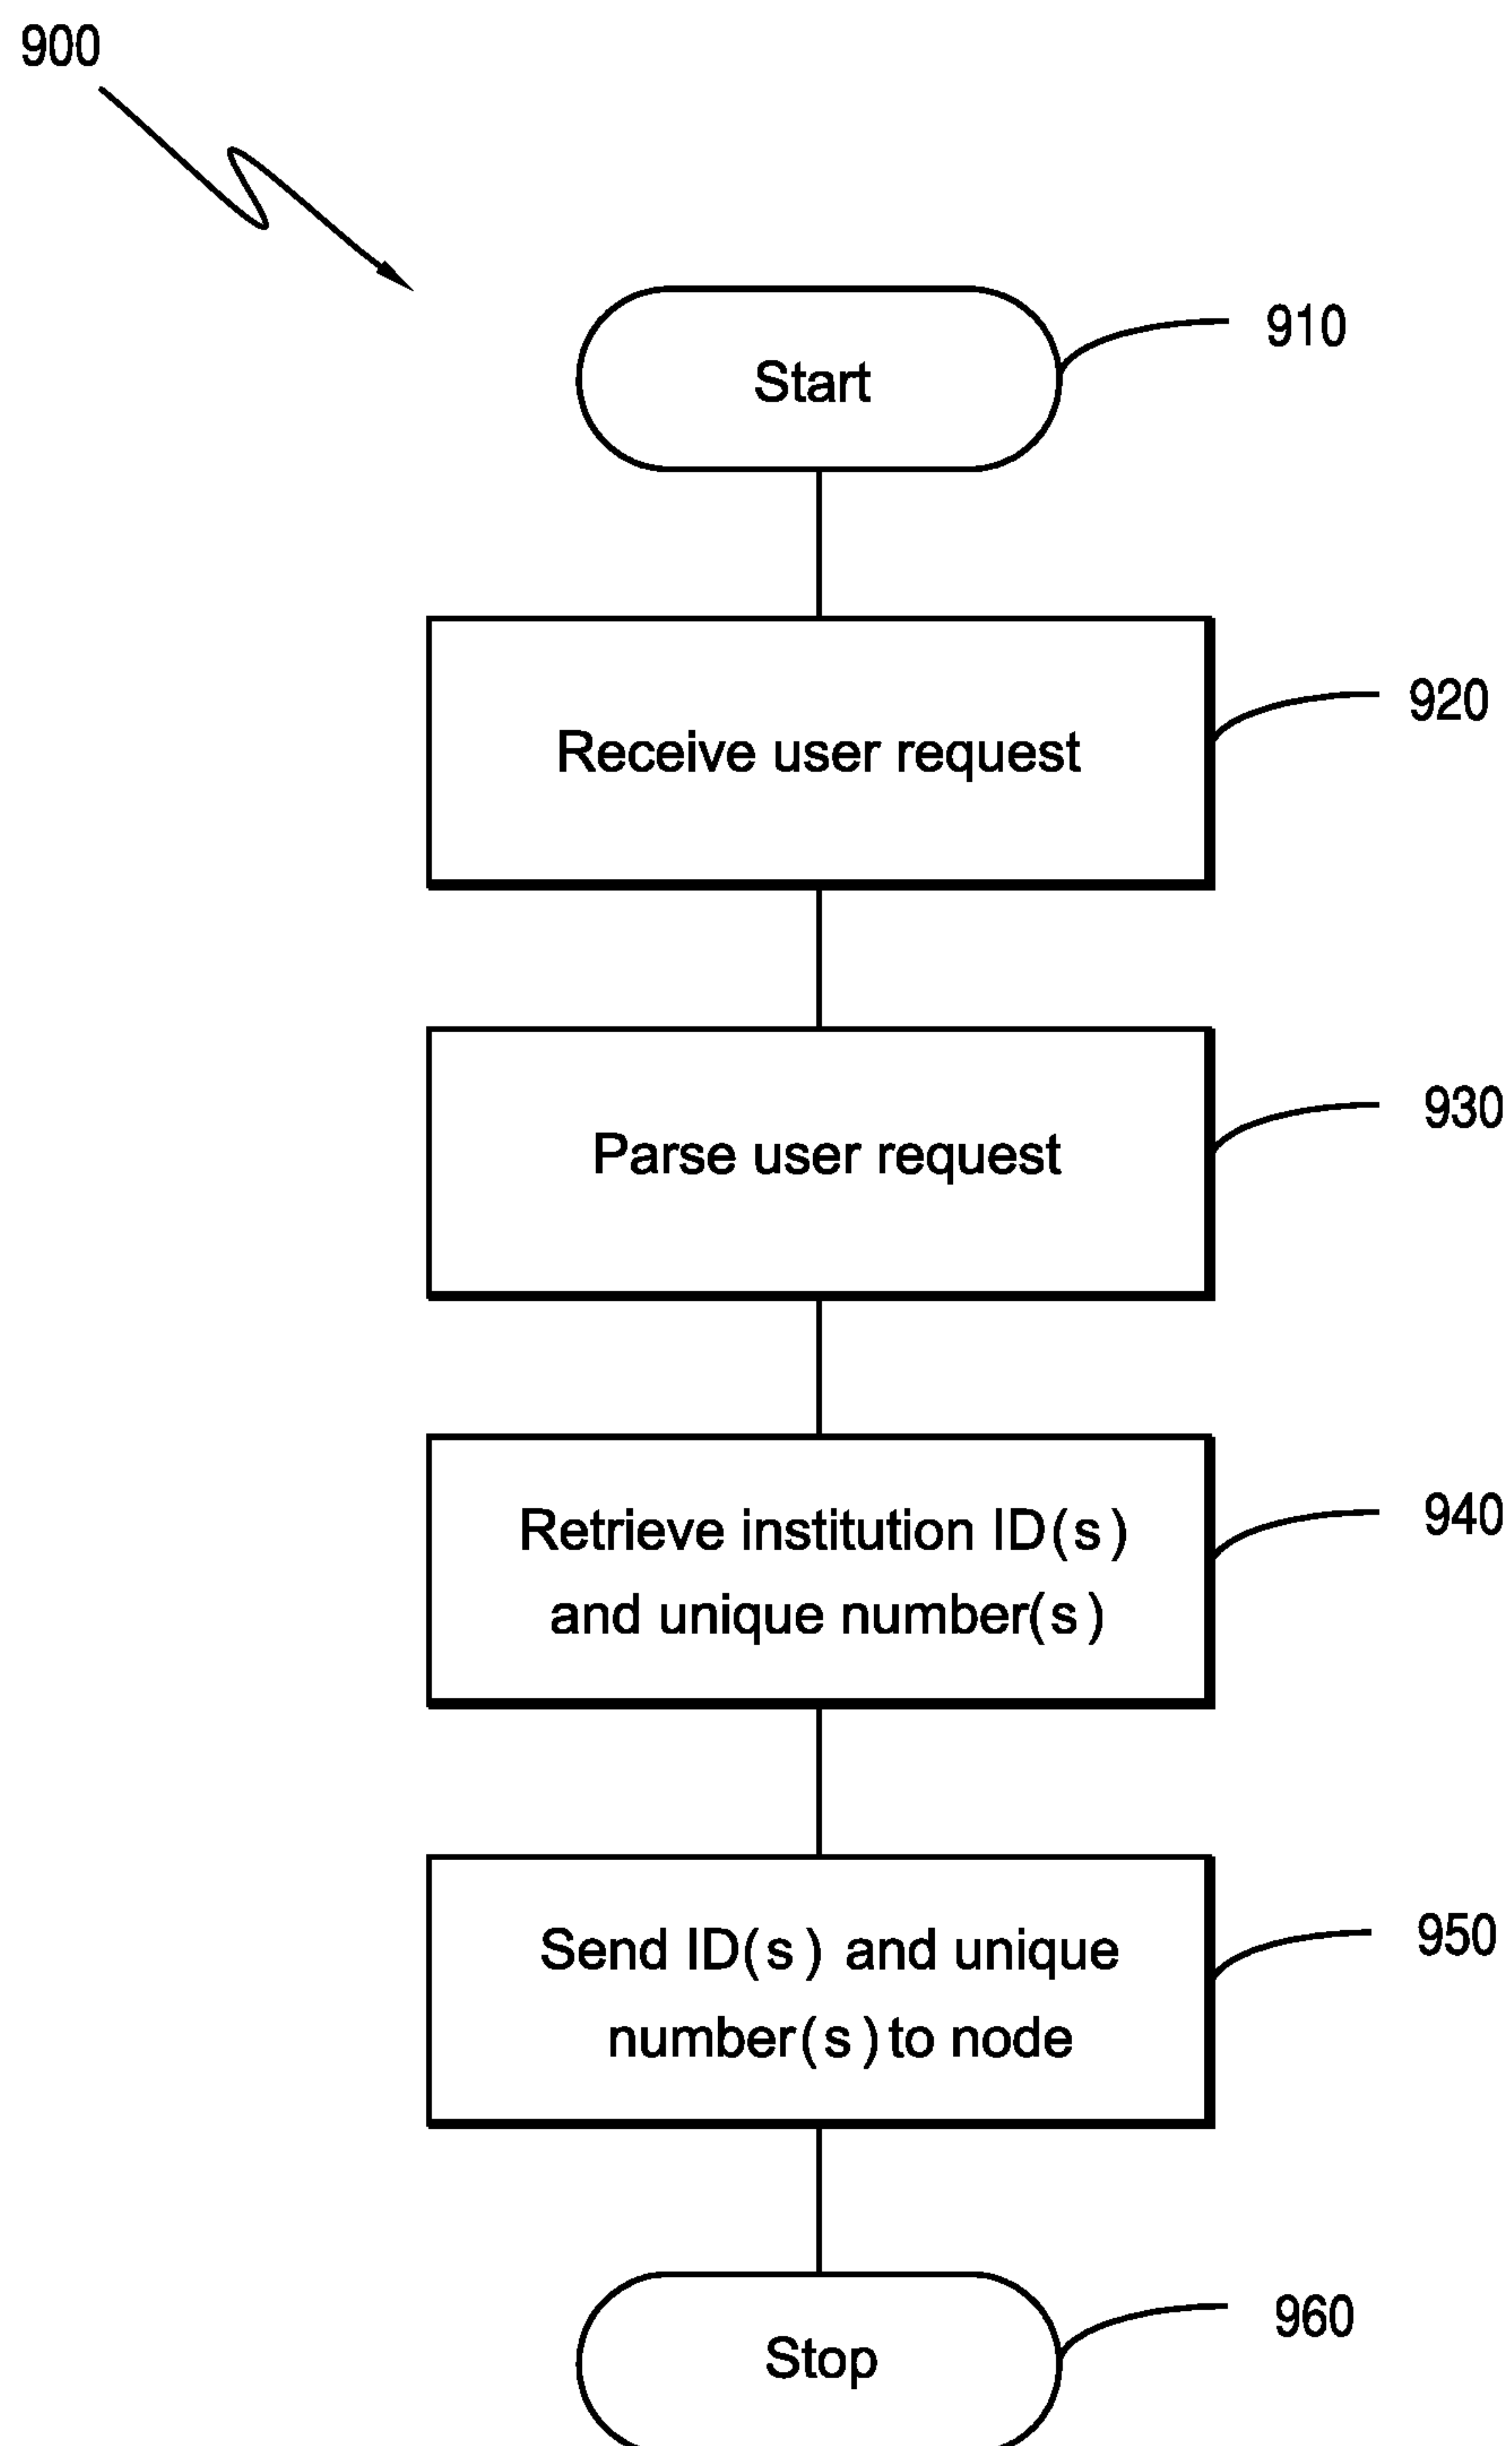 900
Start
910
Receive user request
920
Parse user request
930
Retrieve institution ID(s)
and unique number(s)
940
Send ID(s) and unique
number(s) to node
950
Stop
960